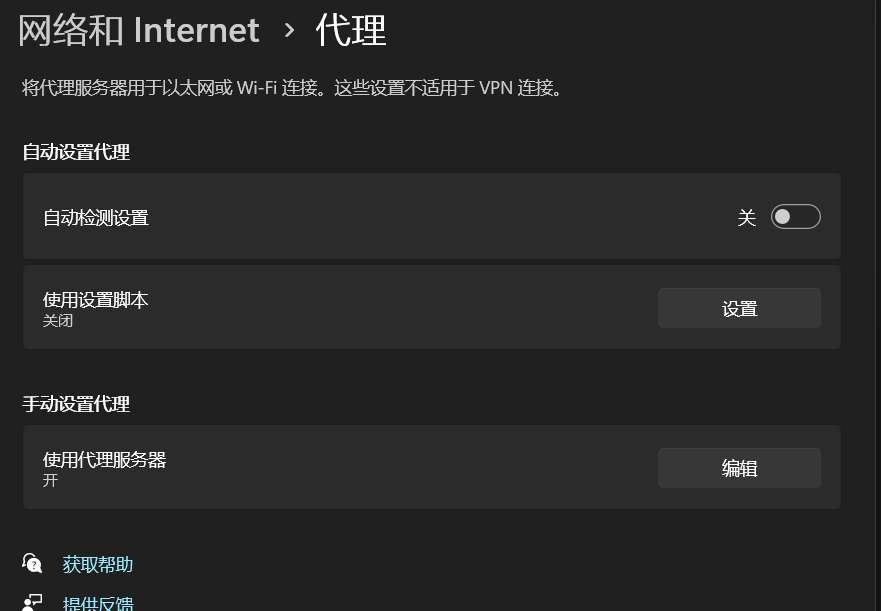 网络和 Internet › 代理
将代理服务器用于以太网或 Wi-Fi 连接。这些设置不适用于 VPN 连接。
自动设置代理
自动检测设置
关
使用设置脚本
关闭
设置
手动设置代理
使用代理服务器
开
编辑
获取帮助
提供反馈